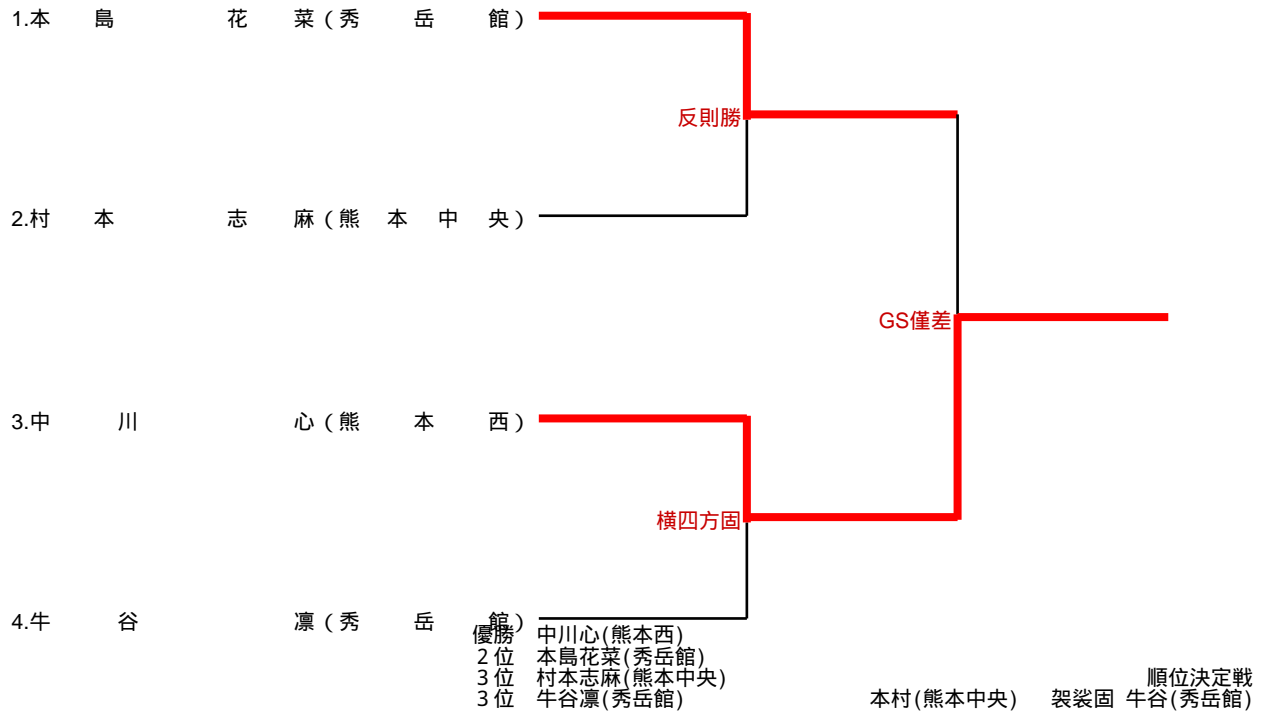 1.本島 花菜(秀岳館)
反則勝
2.村本 志麻(熊本中央)
GS僅差
3.中川 心(熊本西)
横四方固
4.牛谷 凛(秀岳館)
優勝 中川心(熊本西)
2位 本島花菜(秀岳館)
3位 村本志麻(熊本中央) 順位決定戦
3位 牛谷凛(秀岳館) 本村(熊本中央) 袈裟固 牛谷(秀岳館)